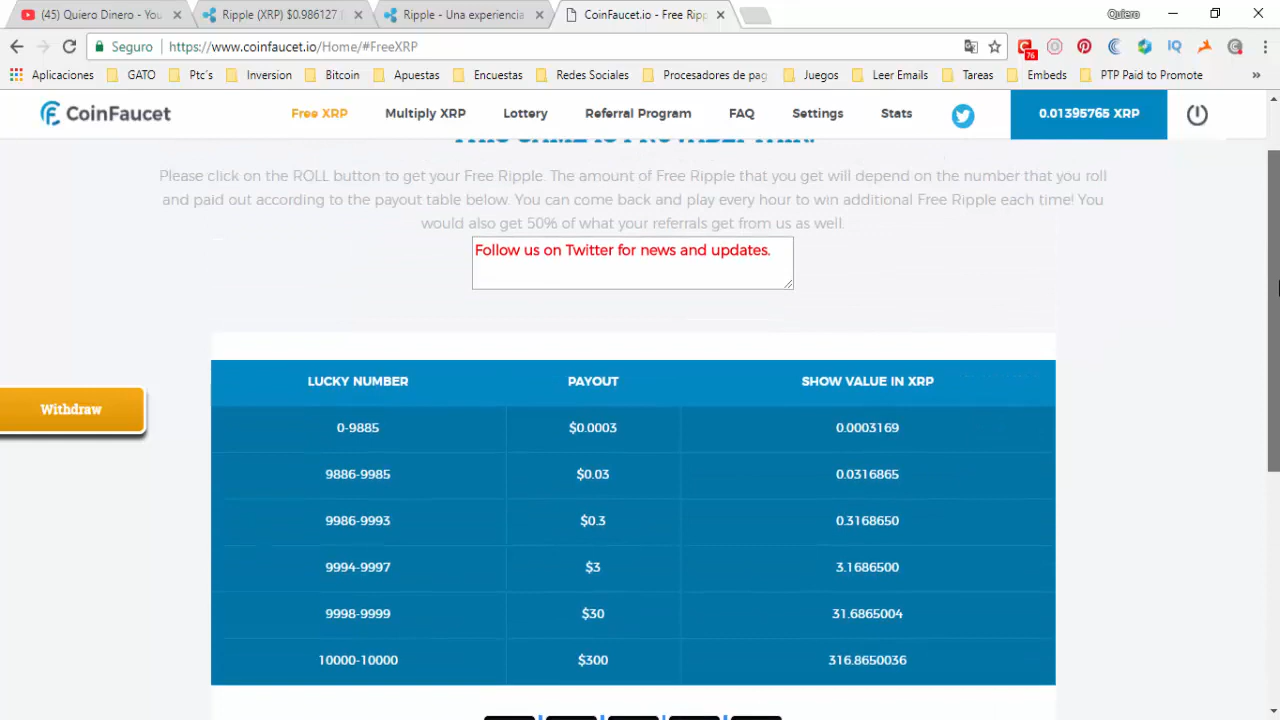 (45) Quiero Dinero - You
Ripple (XRP) $0.986127
Ripple - Una experiencia
CoinFaucet.io - Free Ripp
Quiero
Seguro
https://www.coinfaucet.io/Home/#FreeXRP
76
IQ
Aplicaciones
GATO
Ptc's
Inversion
Bitcoin
Apuestas
Encuestas
Redes Sociales
Procesadores de pag
Juegos
Leer Emails
Tareas
Embeds
PTP Paid to Promote
»
CoinFaucet
Free XRP
Multiply XRP
Lottery
Referral Program
FAQ
Settings
Stats
0.01395765 XRP
Please click on the ROLL button to get your Free Ripple. The amount of Free Ripple that you get will depend on the number that you roll
and paid out according to the payout table below. You can come back and play every hour to win additional Free Ripple each time! You
would also get 50% of what your referrals get from us as well.
Follow us on Twitter for news and updates.
Withdraw
LUCKY NUMBER PAYOUT SHOW VALUE IN XRP
0-9885 $0.0003 0.0003169
9886-9985 $0.03 0.0316865
9986-9993 $0.3 0.3168650
9994-9997 $3 3.1686500
9998-9999 $30 31.6865004
10000-10000 $300 316.8650036